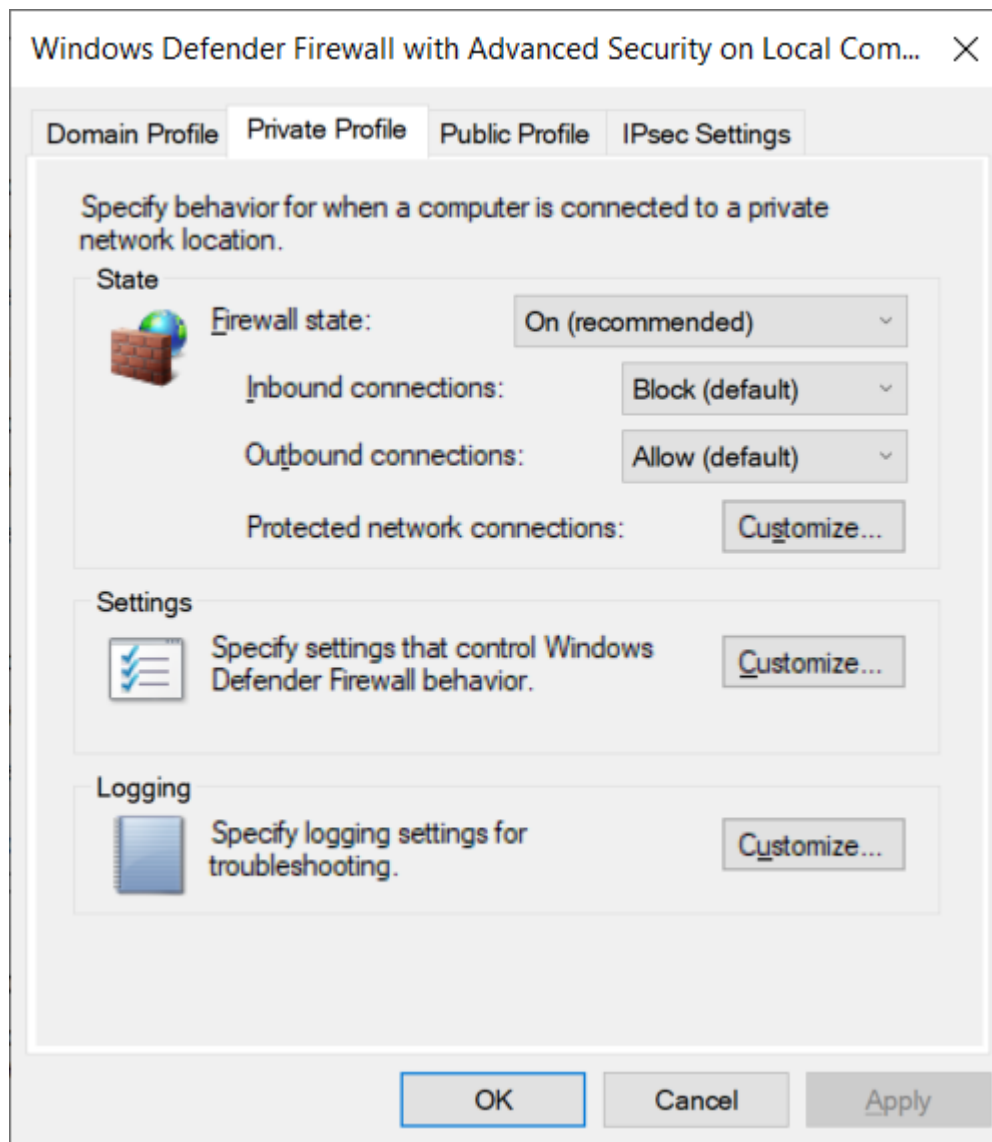 Windows Defender Firewall with Advanced Security on Local Com...
Domain Profile
Private Profile
Public Profile
IPsec Settings
Specify behavior for when a computer is connected to a private
network location.
State
Firewall state:
On (recommended)
Inbound connections:
Block (default)
Outbound connections:
Allow (default)
Protected network connections:
Customize...
Settings
Specify settings that control Windows
Defender Firewall behavior.
Customize...
Logging
Specify logging settings for
troubleshooting.
Customize...
OK
Cancel
Apply